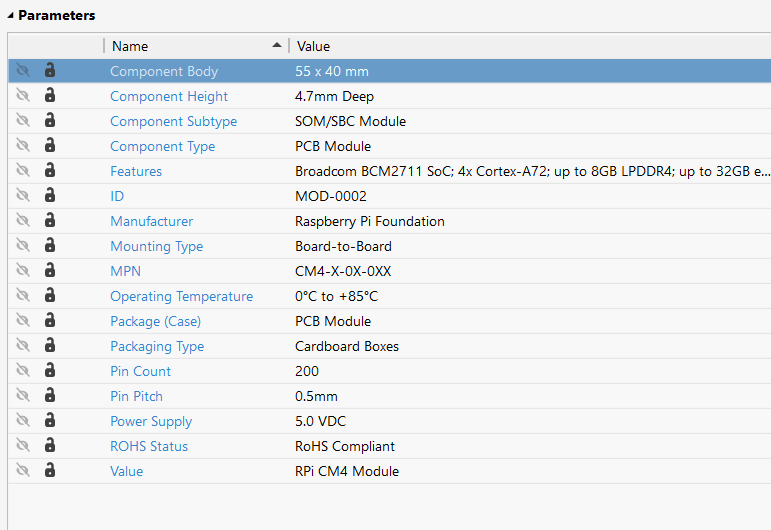 Parameters
Name Value
Component Body 55 x 40 mm
Component Height 4.7mm Deep
Component Subtype SOM/SBC Module
Component Type PCB Module
Features Broadcom BCM2711 SoC; 4x Cortex-A72; up to 8GB LPDDR4; up to 32GB e...
ID MOD-0002
Manufacturer Raspberry Pi Foundation
Mounting Type Board-to-Board
MPN CM4-X-0X-0XX
Operating Temperature 0°C to +85°C
Package (Case) PCB Module
Packaging Type Cardboard Boxes
Pin Count 200
Pin Pitch 0.5mm
Power Supply 5.0 VDC
ROHS Status RoHS Compliant
Value RPi CM4 Module